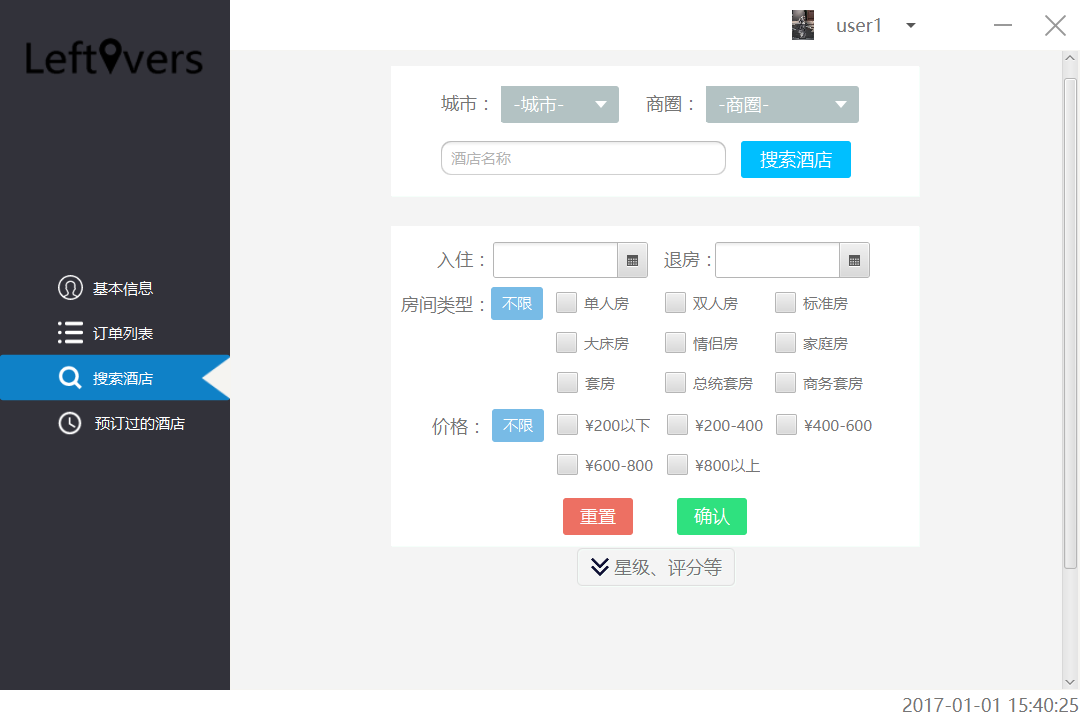 Leftovers
user1
城市：
-城市-
商圈：
-商圈-
酒店名称
搜索酒店
基本信息
订单列表
搜索酒店
预订过的酒店
入住：
退房：
房间类型：
不限
单人房
双人房
标准房
大床房
情侣房
家庭房
套房
总统套房
商务套房
价格：
不限
¥200以下
¥200-400
¥400-600
¥600-800
¥800以上
重置
确认
星级、评分等
2017-01-01 15:40:25